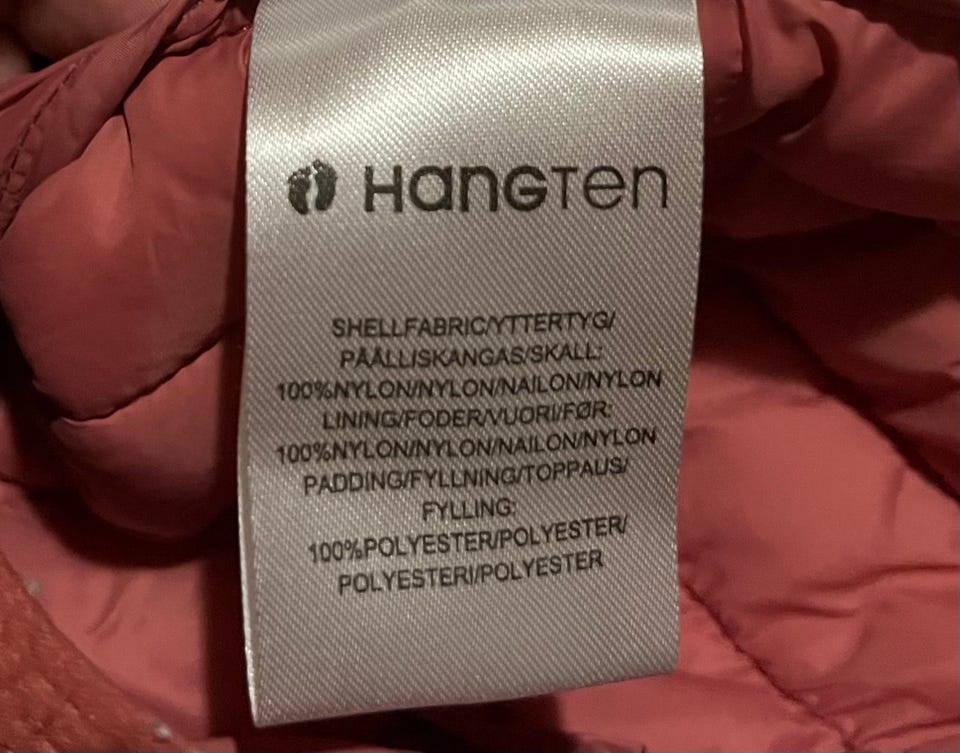 HangTen
SHELLFABRIC/YTTERTYG/
PÄÄLLISKANGAS/SKALL:
100%NYLON/NYLON/NAILON/NYLON
LINING/FODER/VUORI/FØR:
100%NYLON/NYLON/NAILON/NYLON
PADDING/FYLLNING/TOPPAUS/
FYLLING:
100%POLYESTER/POLYESTER/
POLYESTERI/POLYESTER